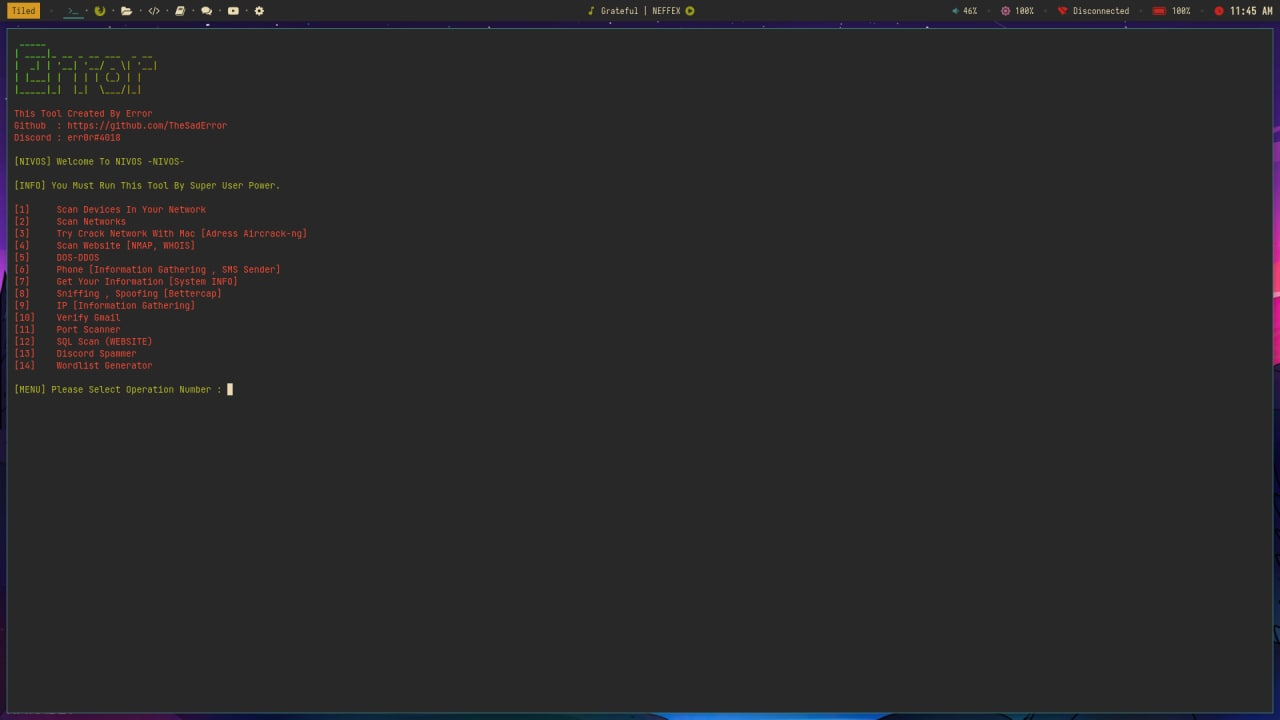 Tiled
Grateful | NEFFEX
46%
100%
Disconnected
100%
11:45 AM
Error
This Tool Created By Error
Github  : https://github.com/TheSadError
Discord : err0r#4018
[NIVOS] Welcome To NIVOS -NIVOS-
[INFO] You Must Run This Tool By Super User Power.
[1]     Scan Devices In Your Network
[2]     Scan Networks
[3]     Try Crack Network With Mac [Adress Aircrack-ng]
[4]     Scan Website [NMAP, WHOIS]
[5]     DOS-DDOS
[6]     Phone [Information Gathering , SMS Sender]
[7]     Get Your Information [System INFO]
[8]     Sniffing , Spoofing [Bettercap]
[9]     IP [Information Gathering]
[10]    Verify Gmail
[11]    Port Scanner
[12]    SQL Scan (WEBSITE)
[13]    Discord Spammer
[14]    Wordlist Generator
[MENU] Please Select Operation Number :